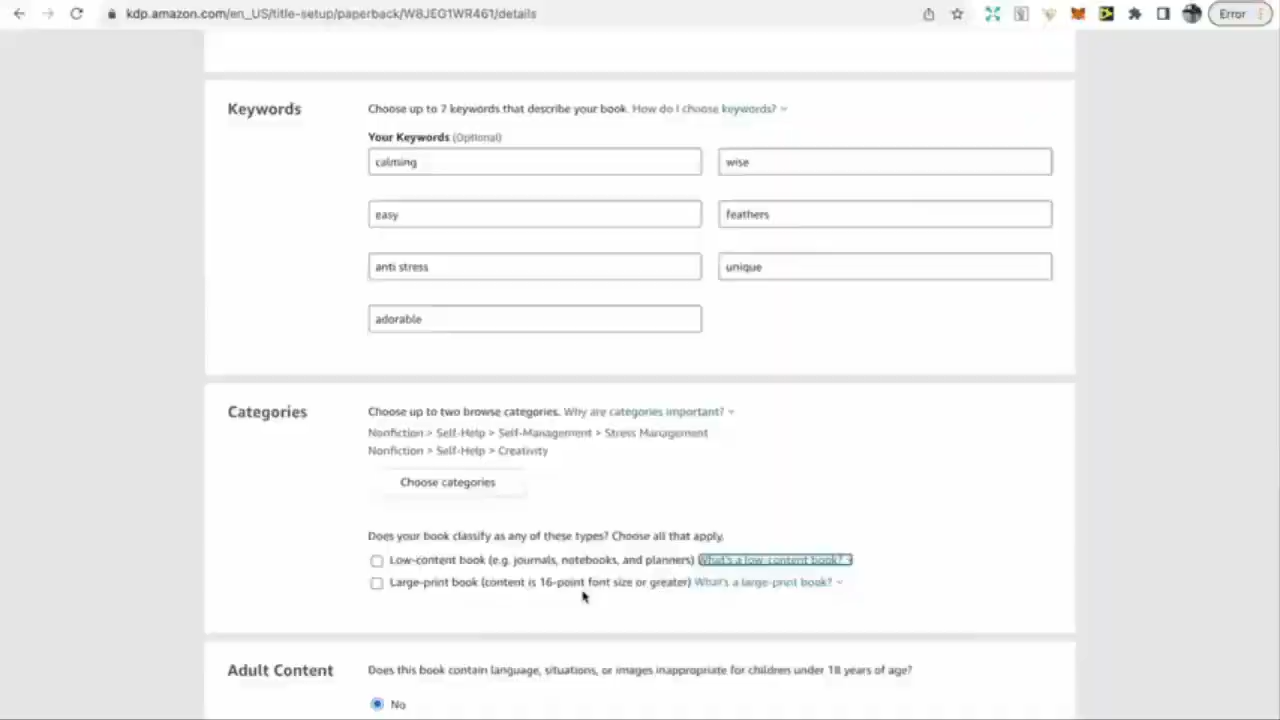 kdp.amazon.com/en_US/title-setup/paperback/W8JEG1WR461/details
Error
Keywords
Choose up to 7 keywords that describe your book. How do I choose keywords?
Your Keywords (Optional)
calming
wise
easy
feathers
anti stress
unique
adorable
Categories
Choose up to two browse categories. Why are categories important?
Nonfiction > Self-Help > Self-Management > Stress Management
Nonfiction > Self-Help > Creativity
Choose categories
Does your book classify as any of these types? Choose all that apply.
Low-content book (e.g. journals, notebooks, and planners) What's a low-content book?
Large-print book (content is 16-point font size or greater) What's a large-print book?
Adult Content
Does this book contain language, situations, or images inappropriate for children under 18 years of age?
No